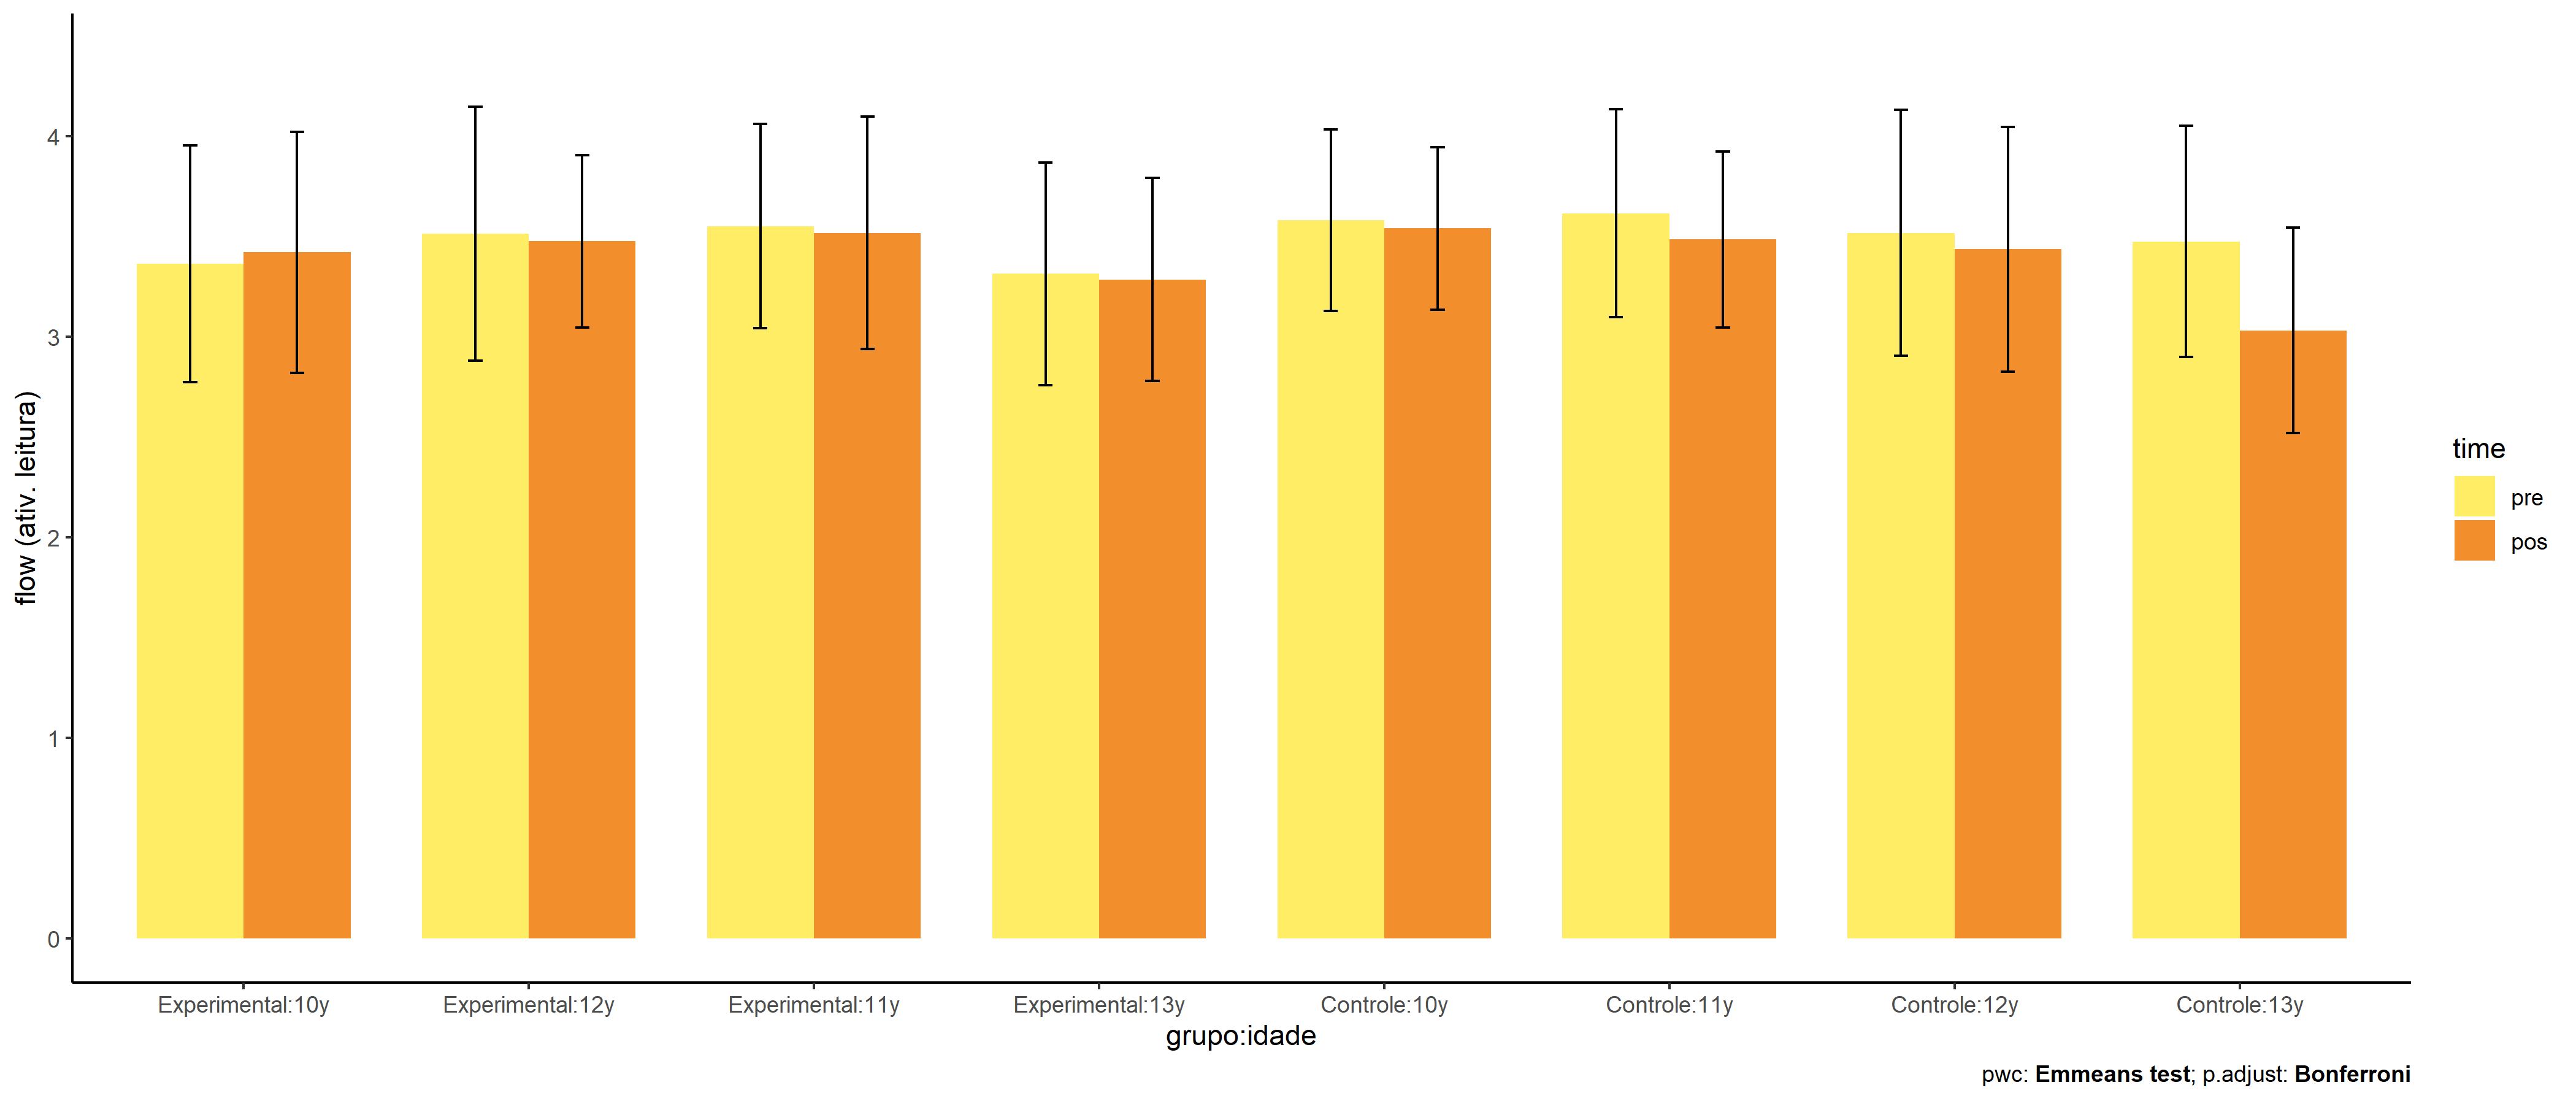 flow (ativ. leitura)
4
3
2
1
0
Experimental:10y
Experimental:12y
Experimental:11y
Experimental:13y
Controle:10y
Controle:11y
Controle:12y
Controle:13y
grupo:idade
time
pre
pos
pwc: Emmeans test; p.adjust: Bonferroni